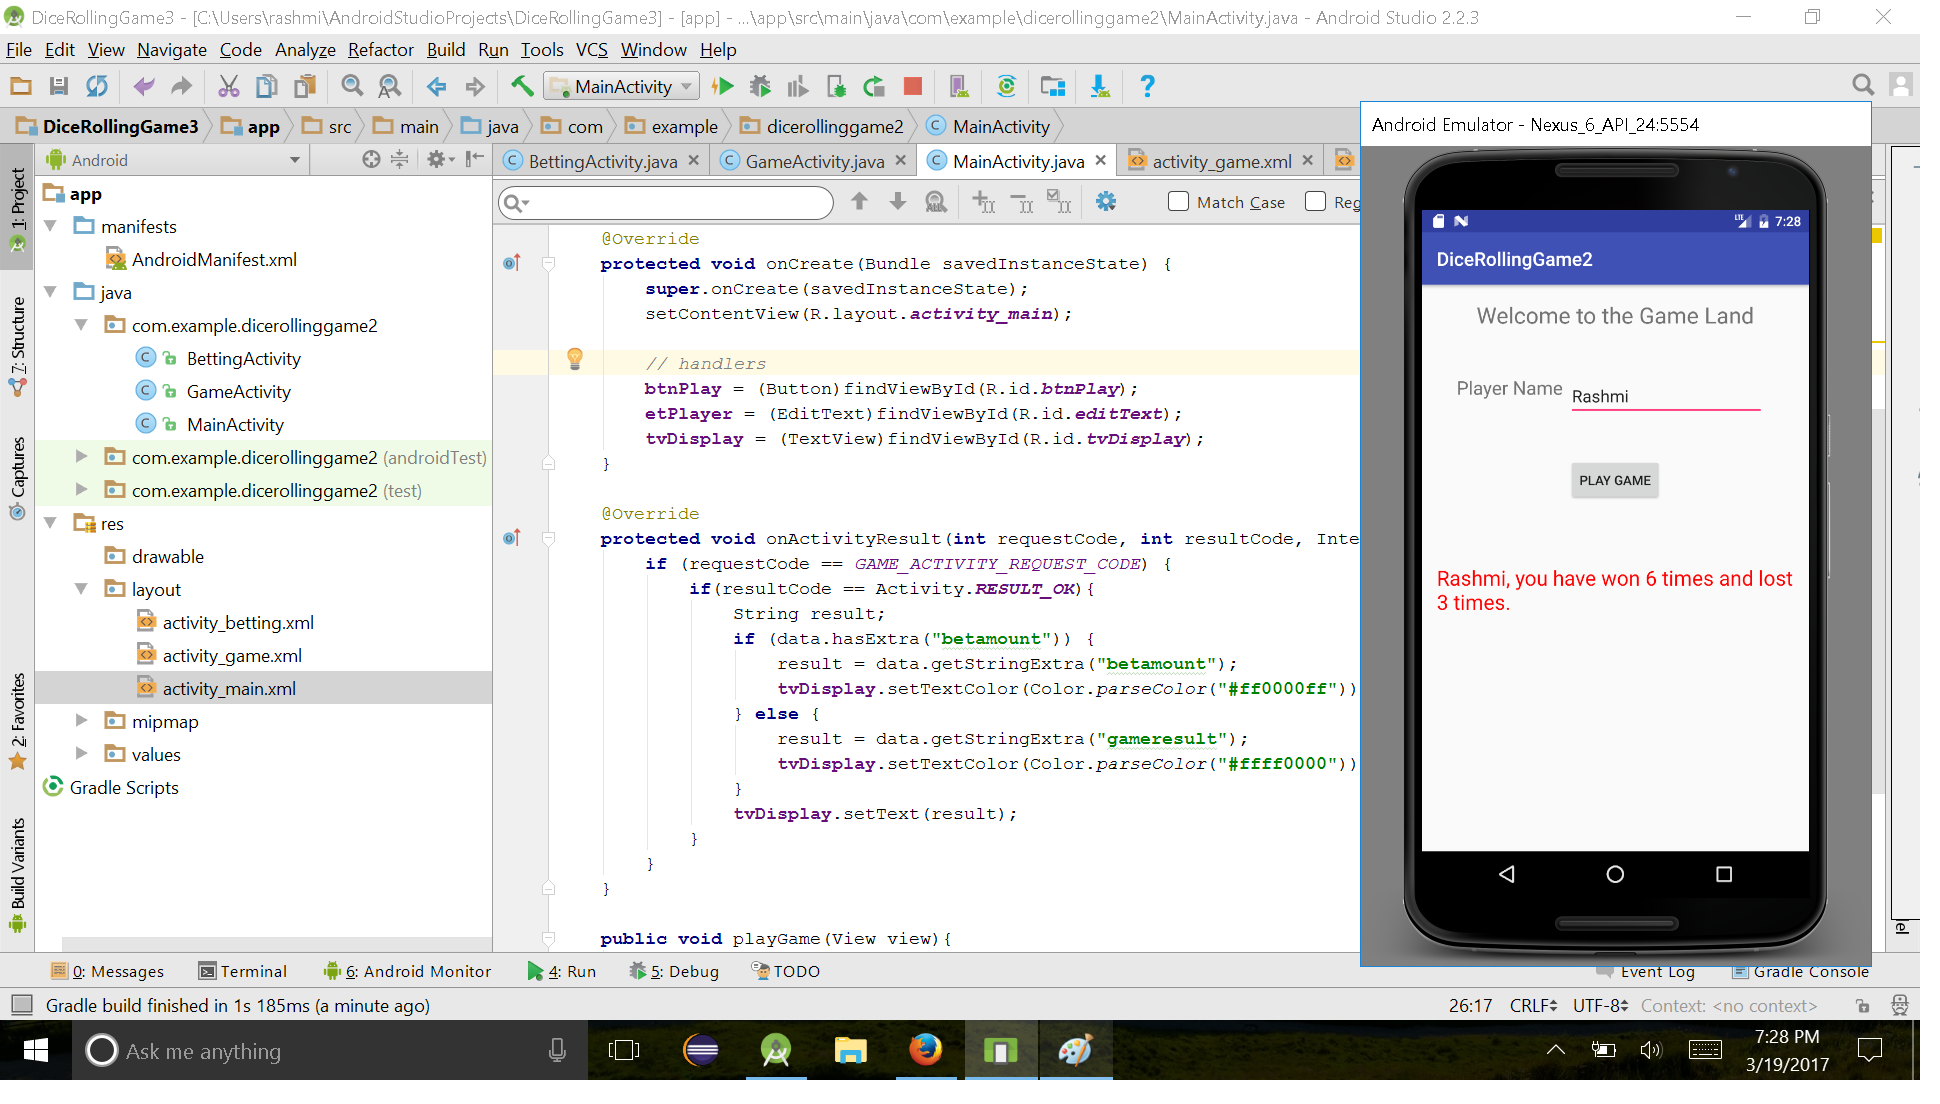 DiceRollingGame3 - [C:\Users\rashmi\AndroidStudioProjects\DiceRollingGame3] - [app] - ...\app\src\main\java\com\example\dicerollinggame2\MainActivity.java - Android Studio 2.2.3
File Edit View Navigate Code Analyze Refactor Build Run Tools VCS Window Help
MainActivity
DiceRollingGame3 app src main java com example dicerollinggame2 MainActivity
Android
BettingActivity.java GameActivity.java MainActivity.java activity_game.xml
Match Case Reg
1: Project
7: Structure
Captures
2: Favorites
Build Variants
app
manifests
AndroidManifest.xml
java
com.example.dicerollinggame2
BettingActivity
GameActivity
MainActivity
com.example.dicerollinggame2 (androidTest)
com.example.dicerollinggame2 (test)
res
drawable
layout
activity_betting.xml
activity_game.xml
activity_main.xml
mipmap
values
Gradle Scripts
@Override
protected void onCreate(Bundle savedInstanceState) {
super.onCreate(savedInstanceState);
setContentView(R.layout.activity_main);
// handlers
btnPlay = (Button)findViewById(R.id.btnPlay);
etPlayer = (EditText)findViewById(R.id.editText);
tvDisplay = (TextView)findViewById(R.id.tvDisplay);
}
@Override
protected void onActivityResult(int requestCode, int resultCode, Inte
if (requestCode == GAME_ACTIVITY_REQUEST_CODE) {
if(resultCode == Activity.RESULT_OK){
String result;
if (data.hasExtra("betamount")) {
result = data.getStringExtra("betamount");
tvDisplay.setTextColor(Color.parseColor("#ff0000ff"))
} else {
result = data.getStringExtra("gameresult");
tvDisplay.setTextColor(Color.parseColor("#ffff0000"))
}
tvDisplay.setText(result);
}
}
}
public void playGame(View view){
Android Emulator - Nexus_6_API_24:5554
LTE 7:28
DiceRollingGame2
Welcome to the Game Land
Player Name Rashmi
PLAY GAME
Rashmi, you have won 6 times and lost
3 times.
0: Messages Terminal 6: Android Monitor 4: Run 5: Debug TODO Event Log Gradle Console
Gradle build finished in 1s 185ms (a minute ago) 26:17 CRLF UTF-8 Context: <no context>
Ask me anything
7:28 PM
3/19/2017